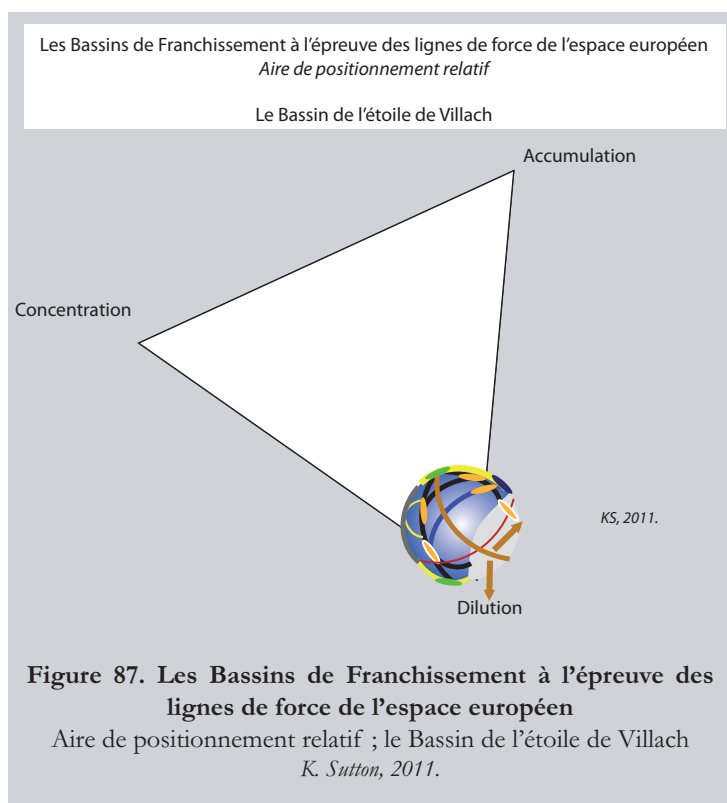 Les Bassins de Franchissement à l'épreuve des lignes de force de l'espace européen
Aire de positionnement relatif
Le Bassin de l'étoile de Villach
Accumulation
Concentration
KS, 2011.
Dilution
Figure 87. Les Bassins de Franchissement à l'épreuve des
lignes de force de l'espace européen
Aire de positionnement relatif ; le Bassin de l'étoile de Villach
K. Sutton, 2011.